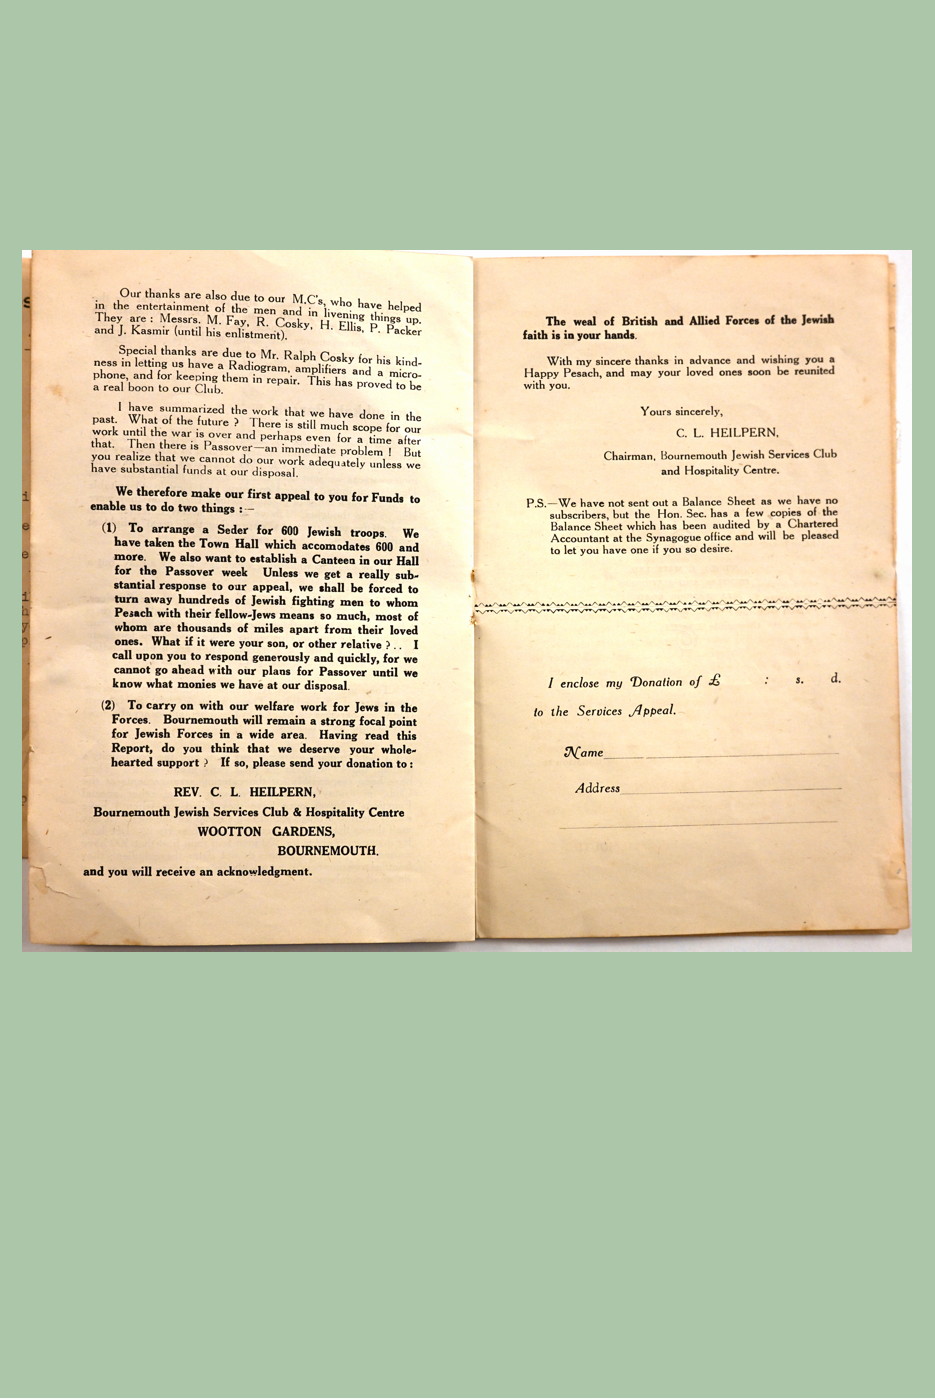 Our thanks are also due to our M.C's, who have helped
in the entertainment of the men and in livening things up.
They are : Messrs. M. Fay, R. Cosky, H. Ellis, P. Packer
and J. Kasmir (until his enlistment).
Special thanks are due to Mr. Ralph Cosky for his kind-
ness in letting us have a Radiogram, amplifiers and a micro-
phone, and for keeping them in repair. This has proved to be
a real boon to our Club.
I have summarized the work that we have done in the
past. What of the future ? There is still much scope for our
work until the war is over and perhaps even for a time after
that. Then there is Passover—an immediate problem ! But
you realize that we cannot do our work adequately unless we
have substantial funds at our disposal.
We therefore make our first appeal to you for Funds to
enable us to do two things :—
(1) To arrange a Seder for 600 Jewish troops. We
have taken the Town Hall which accomodates 600 and
more. We also want to establish a Canteen in our Hall
for the Passover week Unless we get a really sub-
stantial response to our appeal, we shall be forced to
turn away hundreds of Jewish fighting men to whom
Pesach with their fellow-Jews means so much, most of
whom are thousands of miles apart from their loved
ones. What if it were your son, or other relative ? . . I
call upon you to respond generously and quickly, for we
cannot go ahead with our plans for Passover until we
know what monies we have at our disposal.
(2) To carry on with our welfare work for Jews in the
Forces. Bournemouth will remain a strong focal point
for Jewish Forces in a wide area. Having read this
Report, do you think that we deserve your whole-
hearted support ? If so, please send your donation to :
REV. C. L. HEILPERN,
Bournemouth Jewish Services Club & Hospitality Centre
WOOTTON GARDENS,
BOURNEMOUTH.
and you will receive an acknowledgment.
The weal of British and Allied Forces of the Jewish
faith is in your hands.
With my sincere thanks in advance and wishing you a
Happy Pesach, and may your loved ones soon be reunited
with you.
Yours sincerely,
C. L. HEILPERN,
Chairman, Bournemouth Jewish Services Club
and Hospitality Centre.
P.S.—We have not sent out a Balance Sheet as we have no
subscribers, but the Hon. Sec. has a few copies of the
Balance Sheet which has been audited by a Chartered
Accountant at the Synagogue office and will be pleased
to let you have one if you so desire.
I enclose my Donation of £ : s. d.
to the Services Appeal.
Name
Address